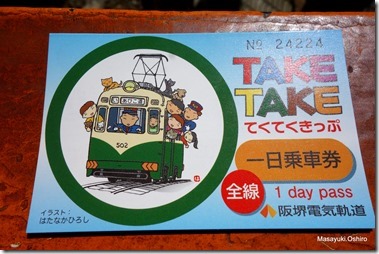 No 24224
TAKE
TAKE
てくてくきっぷ
一日乗車券
全線 1 day pass
阪堺電気軌道
502
イラスト：
はたなかひろし
Masayuki.Oshiro